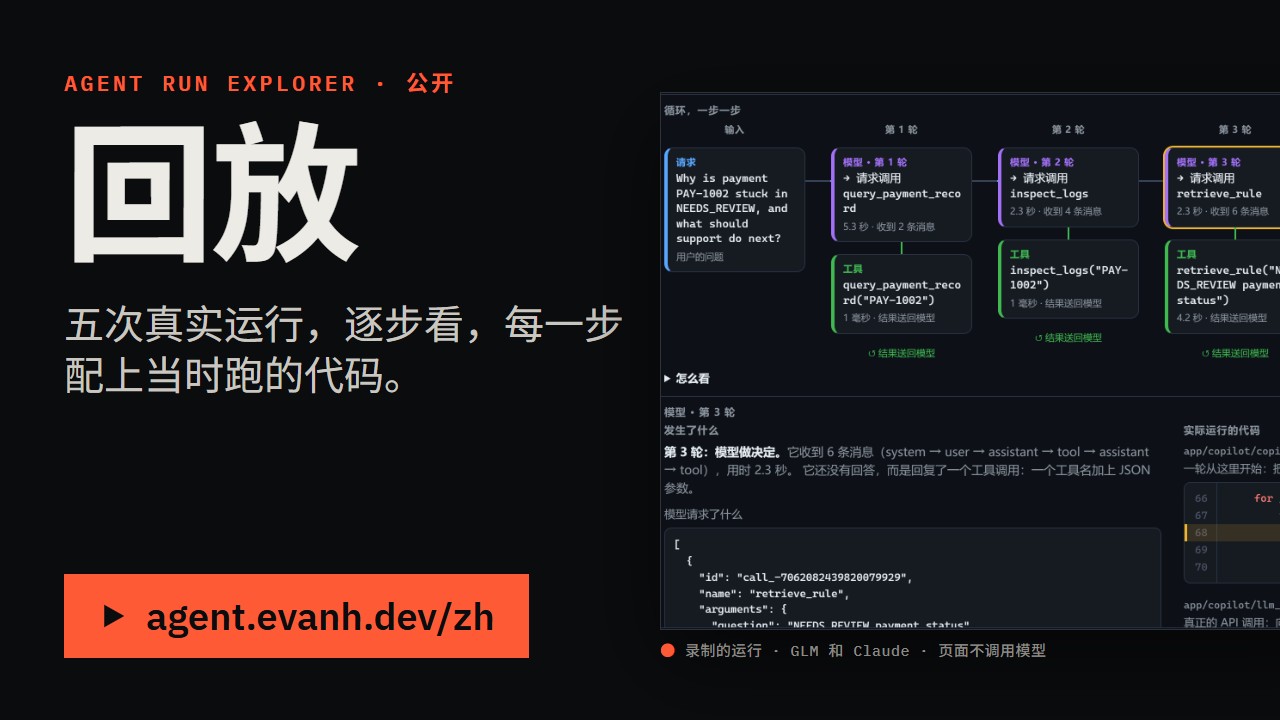 AGENT RUN EXPLORER · 公开
回放
五次真实运行，逐步看，每一步
配上当时跑的代码。
▶ agent.evanh.dev/zh
循环，一步一步
输入
第 1 轮
第 2 轮
第 3 轮
请求
Why is payment
PAY-1002 stuck in
NEEDS_REVIEW, and
what should
support do next?
用户的问题
模型 · 第 1 轮
→ 请求调用
query_payment_reco
rd
5.3 秒 · 收到 2 条消息
工具
query_payment_reco
rd("PAY-1002")
1 毫秒 · 结果送回模型
↺ 结果送回模型
模型 · 第 2 轮
→ 请求调用
inspect_logs
2.3 秒 · 收到 4 条消息
工具
inspect_logs("PAY-
1002")
1 毫秒 · 结果送回模型
↺ 结果送回模型
模型 · 第 3 轮
→ 请求调用
retrieve_rule
2.3 秒 · 收到 6 条消息
工具
retrieve_rule("N
DS_REVIEW paymen
status")
4.2 秒 · 结果送回模型
↺ 结果送回模型
▶ 怎么看
模型 · 第 3 轮
发生了什么
第 3 轮：模型做决定。它收到 6 条消息（system → user → assistant → tool → assistant
→ tool），用时 2.3 秒。 它还没有回答，而是回复了一个工具调用：一个工具名加上 JSON
参数。
模型请求了什么
[
{
"id": "call_-7062082439820079929",
"name": "retrieve_rule",
"arguments": {
"question": "NEEDS_REVIEW payment status"
实际运行的代码
app/copilot/copi
一轮从这里开始：把
66 for
67
68
69
70
app/copilot/llm_
真正的 API 调用：向
录制的运行 · GLM 和 Claude · 页面不调用模型